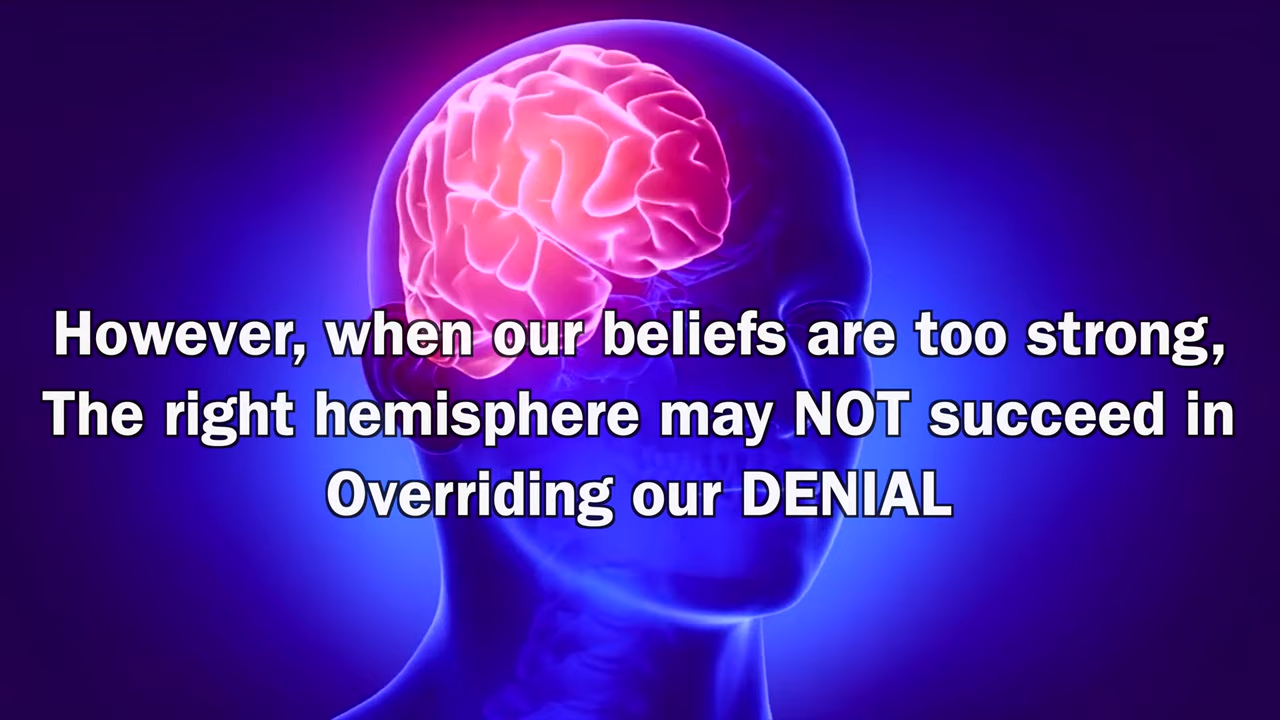 However, when our beliefs are too strong,
The right hemisphere may NOT succeed in
Overriding our DENIAL